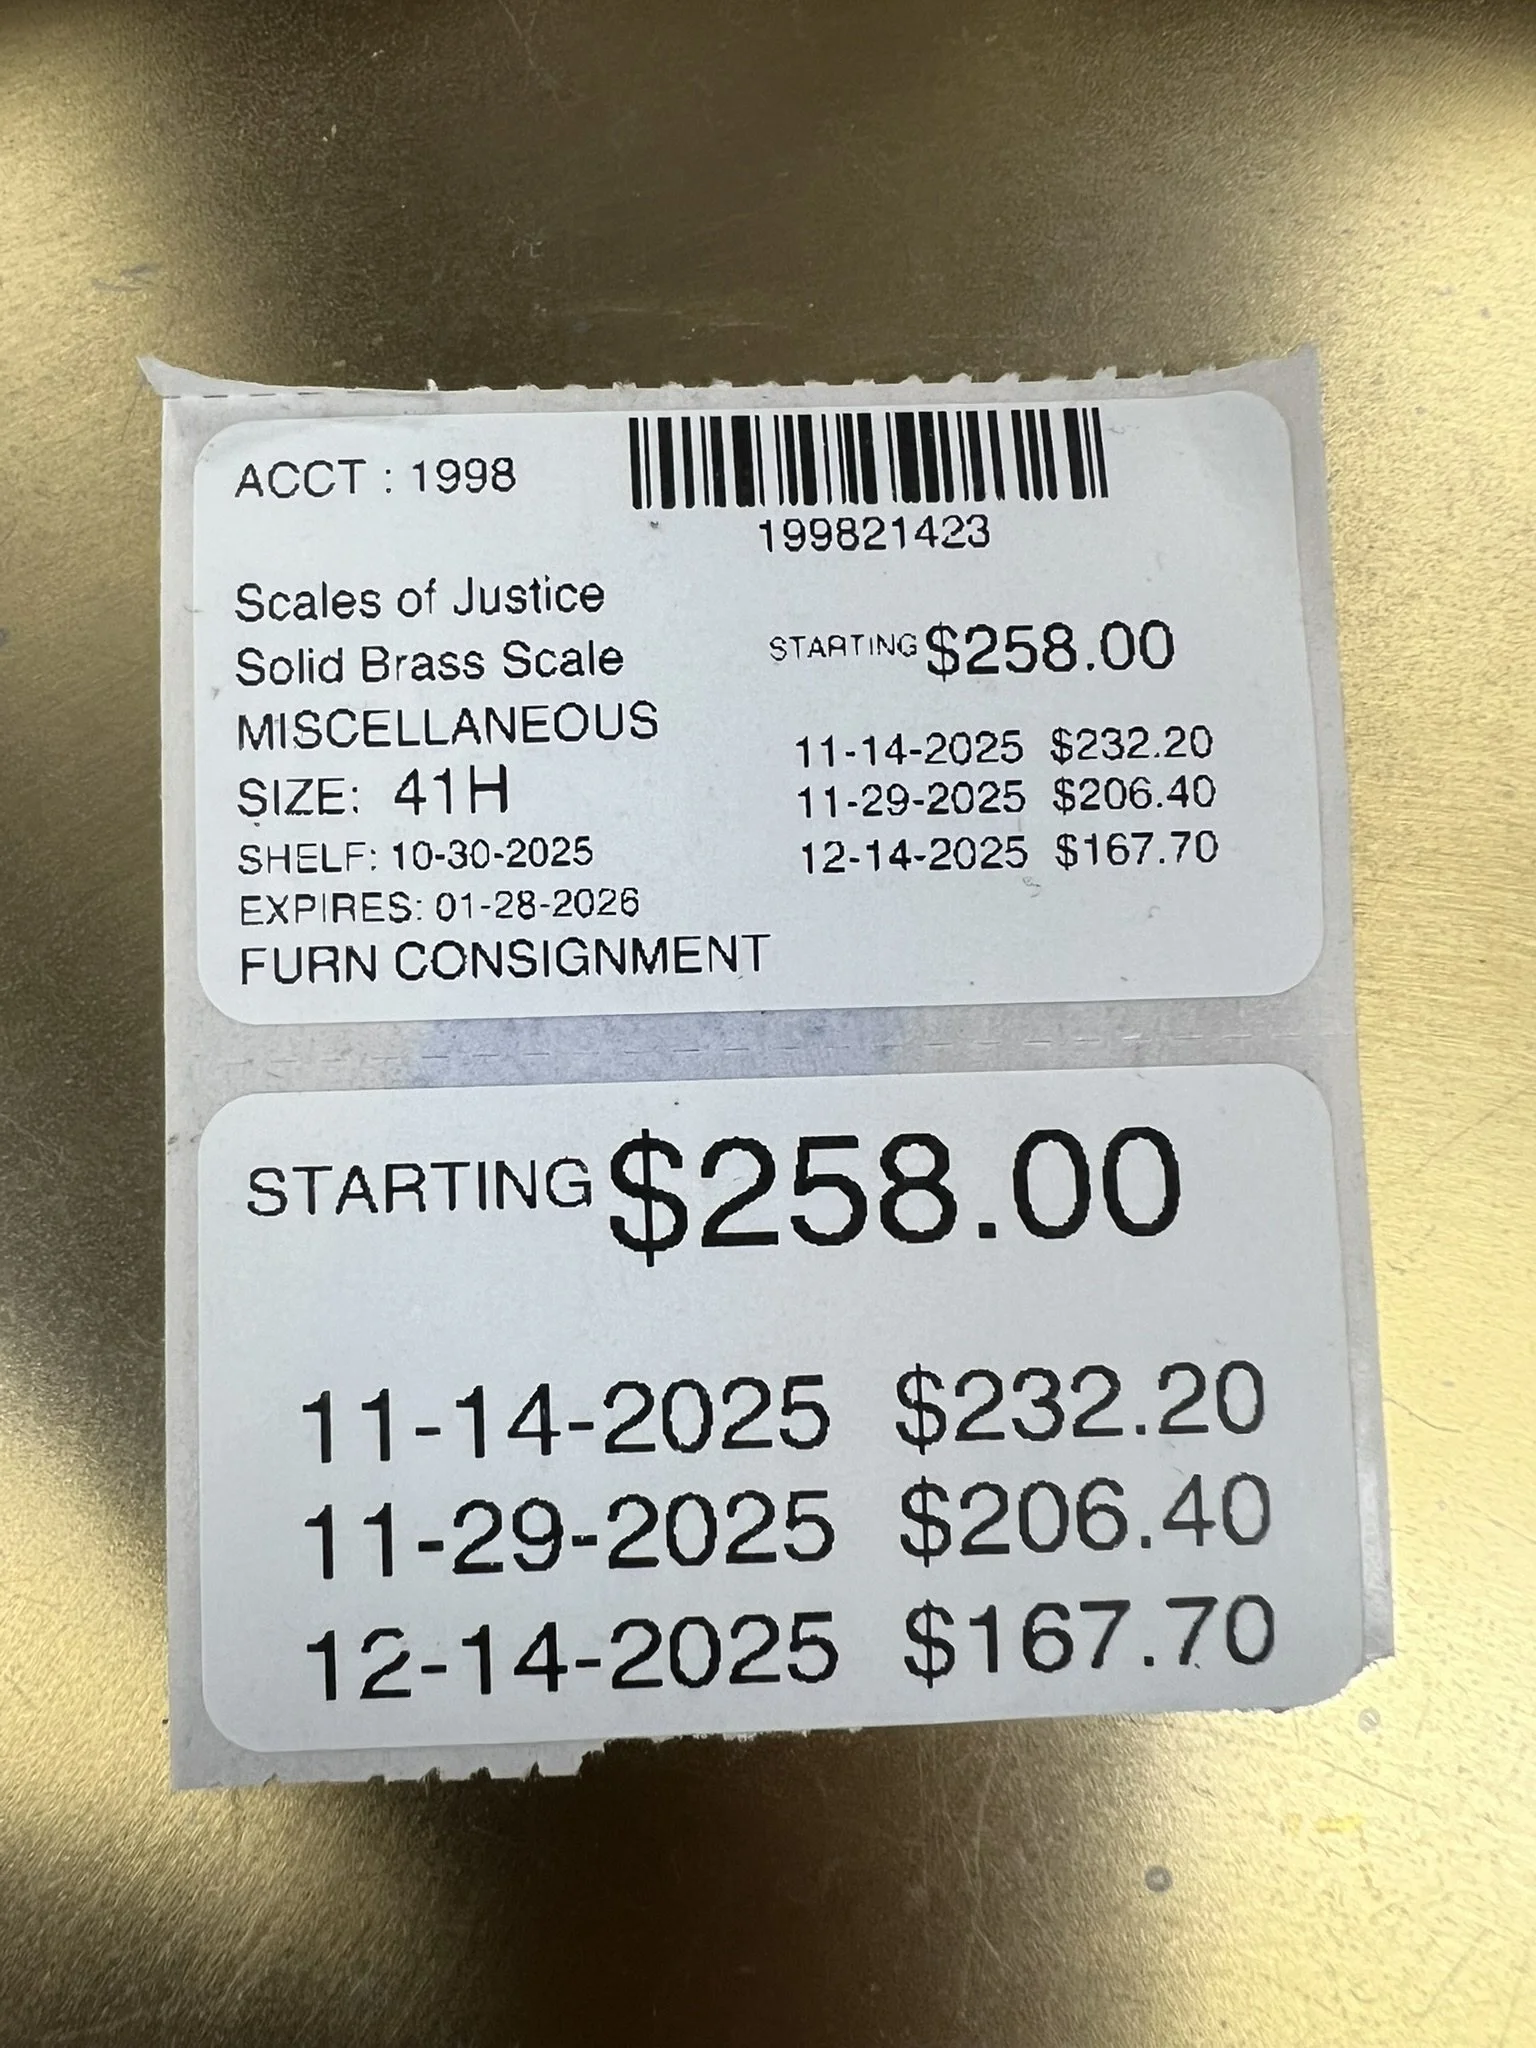 ACCT : 1998
199821423
Scales of Justice
Solid Brass Scale
MISCELLANEOUS
SIZE: 41H
SHELF: 10-30-2025
EXPIRES: 01-28-2026
FURN CONSIGNMENT
STARTING $258.00
11-14-2025 $232.20
11-29-2025 $206.40
12-14-2025 $167.70
STARTING $258.00
11-14-2025 $232.20
11-29-2025 $206.40
12-14-2025 $167.70